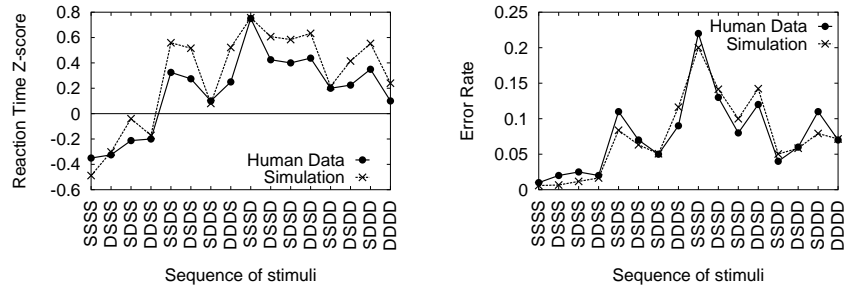 Reaction Time Z-score
0.8
0.6
0.4
0.2
0
-0.2
-0.4
-0.6
Human Data
Simulation
SSSS
DSSS
SDSS
DDSS
SSDS
DSDS
SDDS
DDDS
SSSD
DSSD
SDSD
DDSD
SSDD
DSDD
SDDD
DDDD
Sequence of stimuli
Error Rate
0.25
0.2
0.15
0.1
0.05
0
Human Data
Simulation
SSSS
DSSS
SDSS
DDSS
SSDS
DSDS
SDDS
DDDS
SSSD
DSSD
SDSD
DDSD
SSDD
DSDD
SDDD
DDDD
Sequence of stimuli